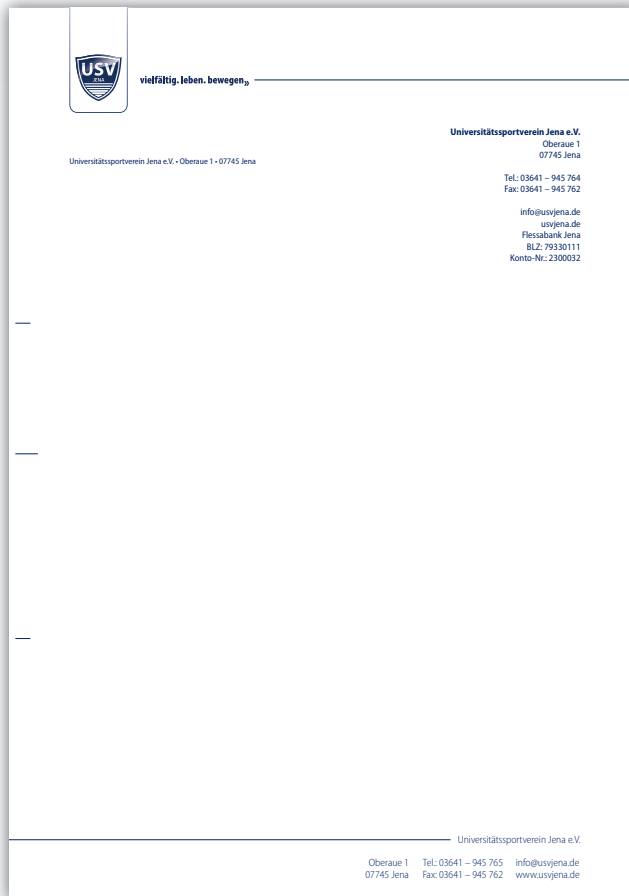 USV
JENA
vielfältig. leben. bewegen»
Universitätssportverein Jena e.V.
Oberaue 1
07745 Jena
Universitätssportverein Jena e.V. • Oberaue 1 • 07745 Jena
Tel.: 03641 – 945 764
Fax: 03641 – 945 762
info@usvjena.de
usvjena.de
Flessabank Jena
BLZ: 79330111
Konto-Nr.: 2300032
Universitätssportverein Jena e.V.
Oberaue 1 Tel.: 03641 – 945 765 info@usvjena.de
07745 Jena Fax: 03641 – 945 762 www.usvjena.de